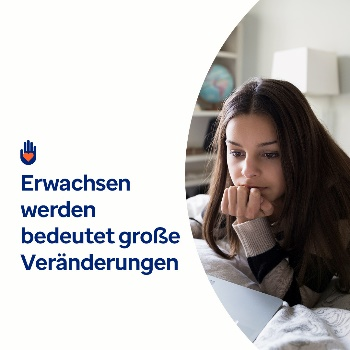 Erwachsen
werden
bedeutet große
Veränderungen